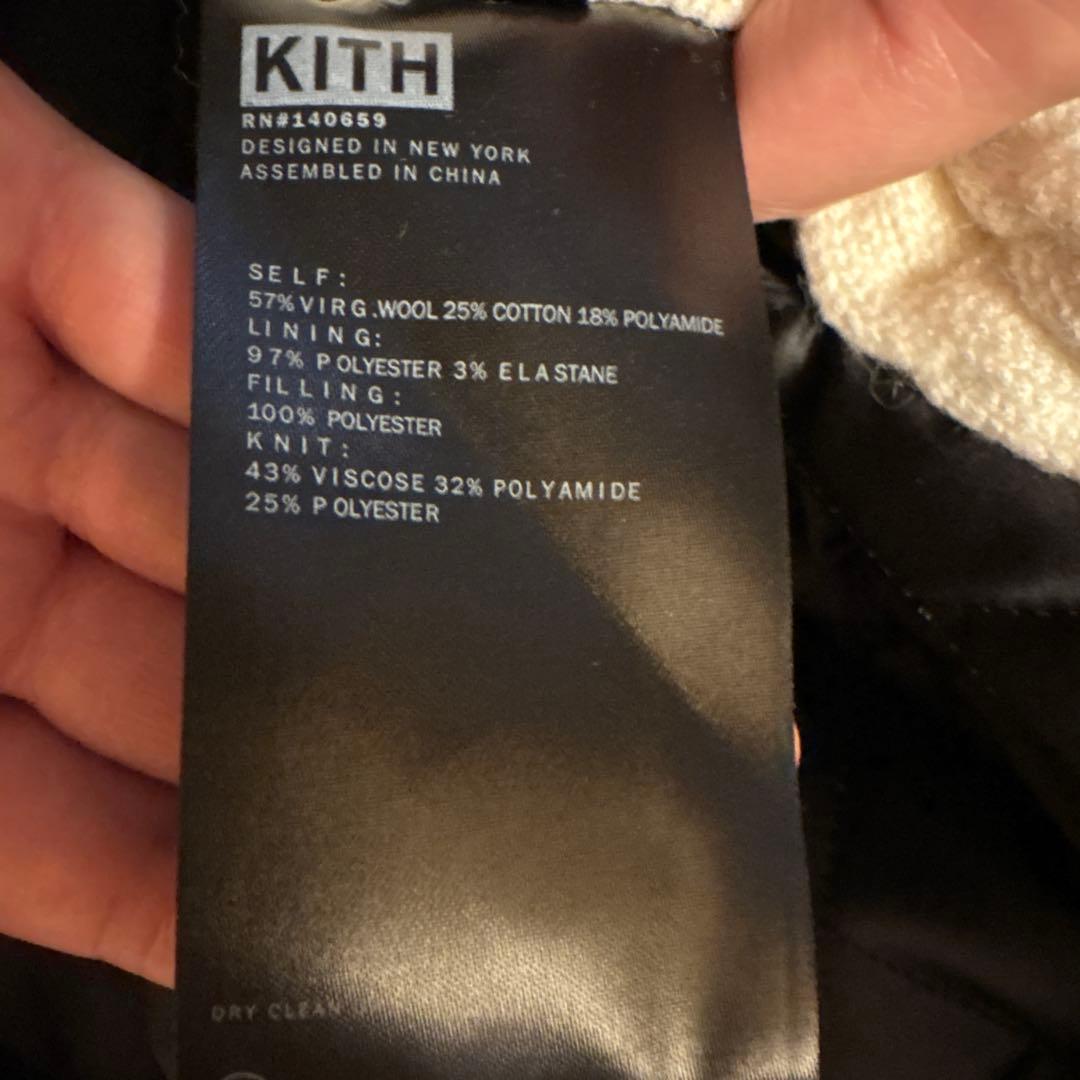 KITH
RN#140659
DESIGNED IN NEW YORK
ASSEMBLED IN CHINA
SELF:
57% VIRG.WOOL 25% COTTON 18% POLYAMIDE
LINING:
97% POLYESTER 3% ELASTANE
FILLING:
100% POLYESTER
KNIT:
43% VISCOSE 32% POLYAMIDE
25% POLYESTER
DRY CLEAN